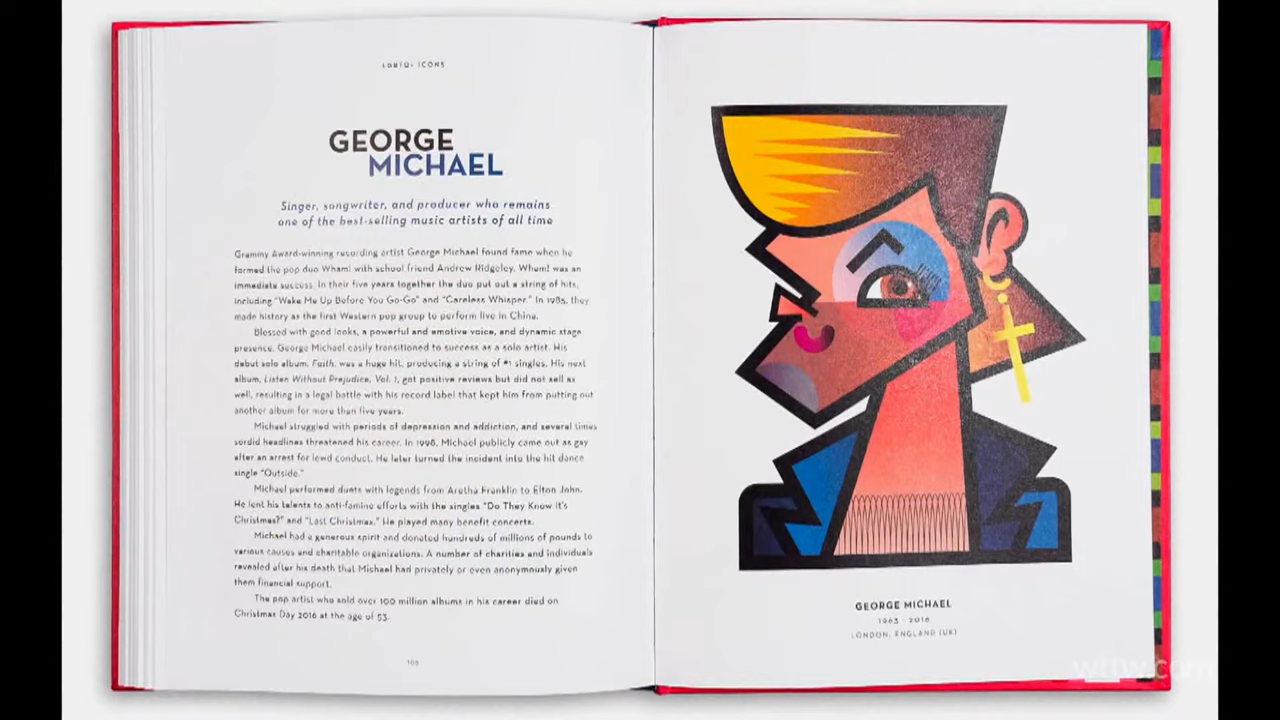 LGBTQ+ ICONS
GEORGE
MICHAEL
Singer, songwriter, and producer who remains
one of the best-selling music artists of all time
Grammy Award-winning recording artist George Michael found fame when he
formed the pop duo Wham! with school friend Andrew Ridgeley. Wham! was an
immediate success. In their five years together the duo put out a string of hits,
including “Wake Me Up Before You Go-Go” and “Careless Whisper.” In 1985, they
made history as the first Western pop group to perform live in China.
Blessed with good looks, a powerful and emotive voice, and dynamic stage
presence, George Michael easily transitioned to success as a solo artist. His
debut solo album, Faith, was a huge hit, producing a string of #1 singles. His next
album, Listen Without Prejudice, Vol. 1, got positive reviews but did not sell as
well, resulting in a legal battle with his record label that kept him from putting out
another album for more than five years.
Michael struggled with periods of depression and addiction, and several times
sordid headlines threatened his career. In 1998, Michael publicly came out as gay
after an arrest for lewd conduct. He later turned the incident into the hit dance
single “Outside.”
Michael performed duets with legends from Aretha Franklin to Elton John.
He lent his talents to anti-famine efforts with the singles “Do They Know It's
Christmas?” and “Last Christmas.” He played many benefit concerts.
Michael had a generous spirit and donated hundreds of millions of pounds to
various causes and charitable organizations. A number of charities and individuals
revealed after his death that Michael had privately or even anonymously given
them financial support.
The pop artist who sold over 100 million albums in his career died on
Christmas Day 2016 at the age of 53.
GEORGE MICHAEL
1963 - 2016
LONDON, ENGLAND (UK)
wttw.com